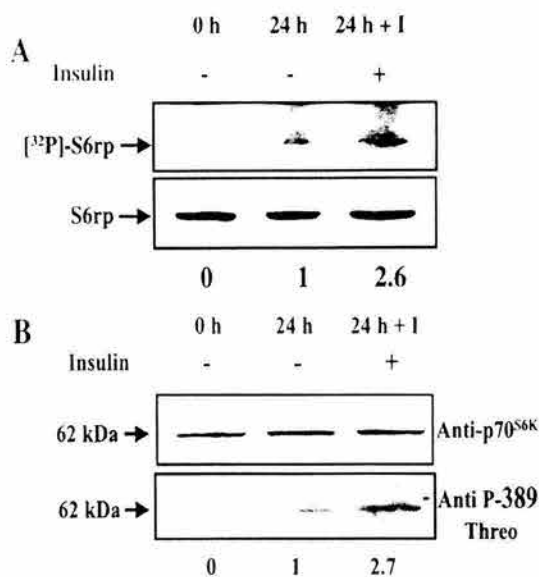 A
0 h 24 h 24 h + I
Insulin - - +
[³²P]-S6rp
S6rp
0 1 2.6
B
0 h 24 h 24 h + I
Insulin - - +
62 kDa Anti-p70ˢ⁶ᴷ
62 kDa Anti P-389
Threo
0 1 2.7